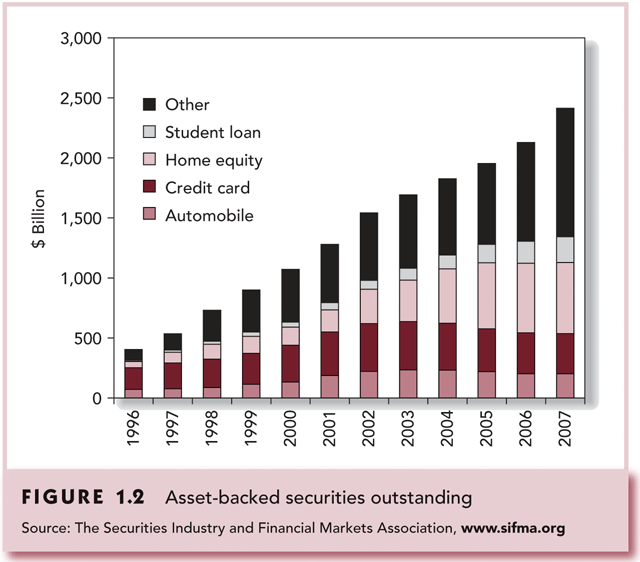 3,000
2,500
2,000
1,500
1,000
500
0
$ Billion
Other
Student loan
Home equity
Credit card
Automobile
1996
1997
1998
1999
2000
2001
2002
2003
2004
2005
2006
2007
FIGURE 1.2 Asset-backed securities outstanding
Source: The Securities Industry and Financial Markets Association, www.sifma.org